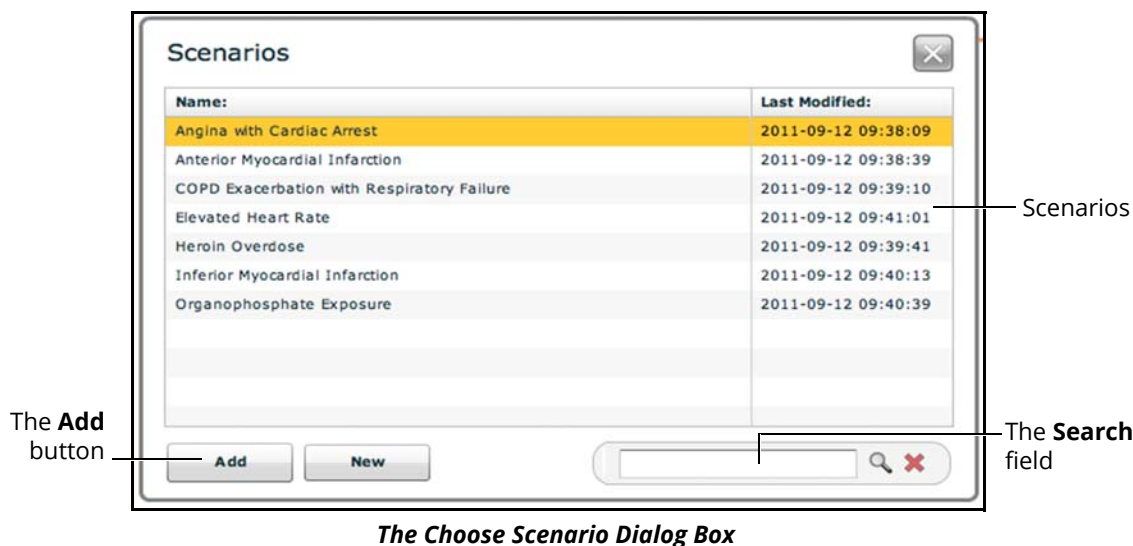 Scenarios
Name: Last Modified:
Angina with Cardiac Arrest 2011-09-12 09:38:09
Anterior Myocardial Infarction 2011-09-12 09:38:39
COPD Exacerbation with Respiratory Failure 2011-09-12 09:39:10
Elevated Heart Rate 2011-09-12 09:41:01
Heroin Overdose 2011-09-12 09:39:41
Inferior Myocardial Infarction 2011-09-12 09:40:13
Organophosphate Exposure 2011-09-12 09:40:39
Scenarios
The Add
button
Add New
The Search
field
The Choose Scenario Dialog Box